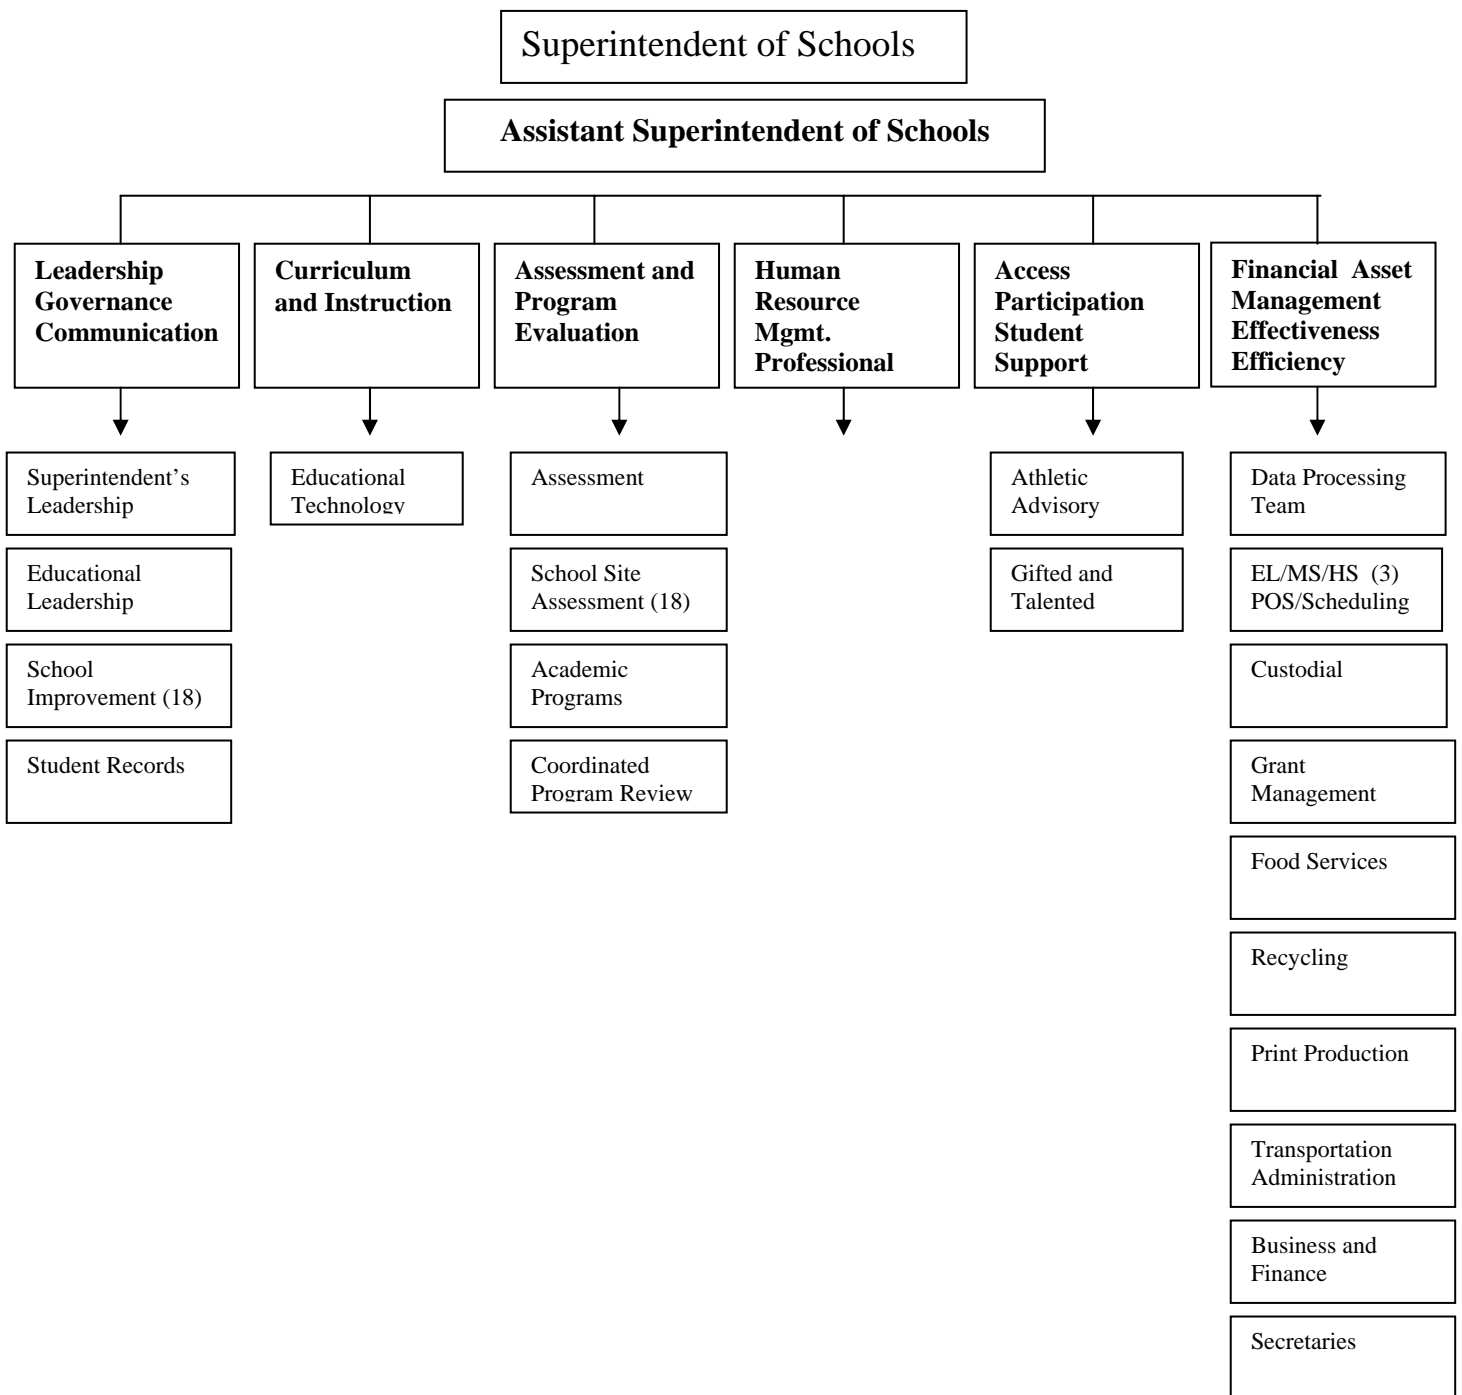 Superintendent of Schools
Assistant Superintendent of Schools
Leadership
Governance
Communication
Curriculum
and Instruction
Assessment and
Program
Evaluation
Human
Resource
Mgmt.
Professional
Access
Participation
Student
Support
Financial Asset
Management
Effectiveness
Efficiency
Superintendent’s
Leadership
Educational
Leadership
School
Improvement (18)
Student Records
Educational
Technology
Assessment
School Site
Assessment (18)
Academic
Programs
Coordinated
Program Review
Athletic
Advisory
Gifted and
Talented
Data Processing
Team
EL/MS/HS (3)
POS/Scheduling
Custodial
Grant
Management
Food Services
Recycling
Print Production
Transportation
Administration
Business and
Finance
Secretaries